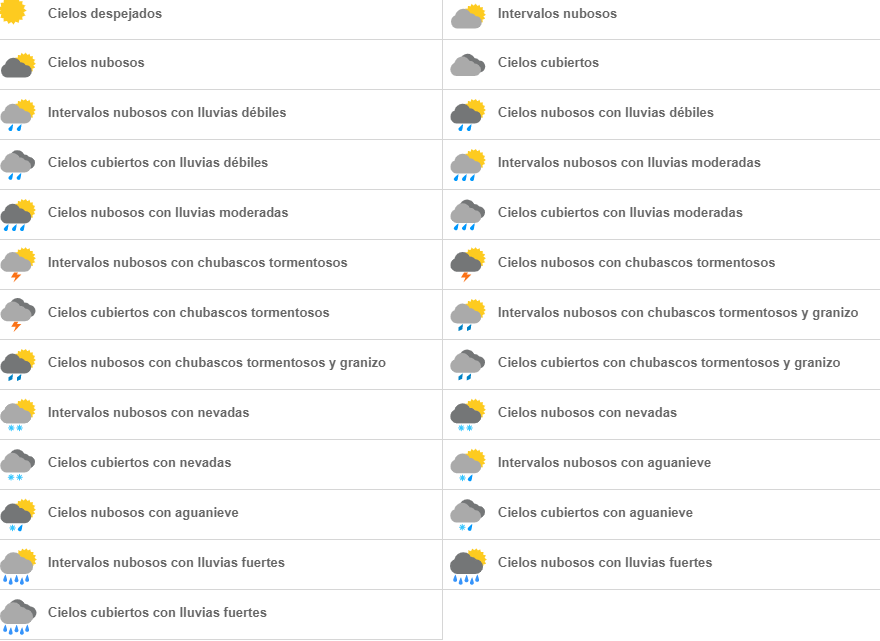 Cielos despejados
Intervalos nubosos
Cielos nubosos
Cielos cubiertos
Intervalos nubosos con lluvias débiles
Cielos nubosos con lluvias débiles
Cielos cubiertos con lluvias débiles
Intervalos nubosos con lluvias moderadas
Cielos nubosos con lluvias moderadas
Cielos cubiertos con lluvias moderadas
Intervalos nubosos con chubascos tormentosos
Cielos nubosos con chubascos tormentosos
Cielos cubiertos con chubascos tormentosos
Intervalos nubosos con chubascos tormentosos y granizo
Cielos nubosos con chubascos tormentosos y granizo
Cielos cubiertos con chubascos tormentosos y granizo
Intervalos nubosos con nevadas
Cielos nubosos con nevadas
Cielos cubiertos con nevadas
Intervalos nubosos con aguanieve
Cielos nubosos con aguanieve
Cielos cubiertos con aguanieve
Intervalos nubosos con lluvias fuertes
Cielos nubosos con lluvias fuertes
Cielos cubiertos con lluvias fuertes